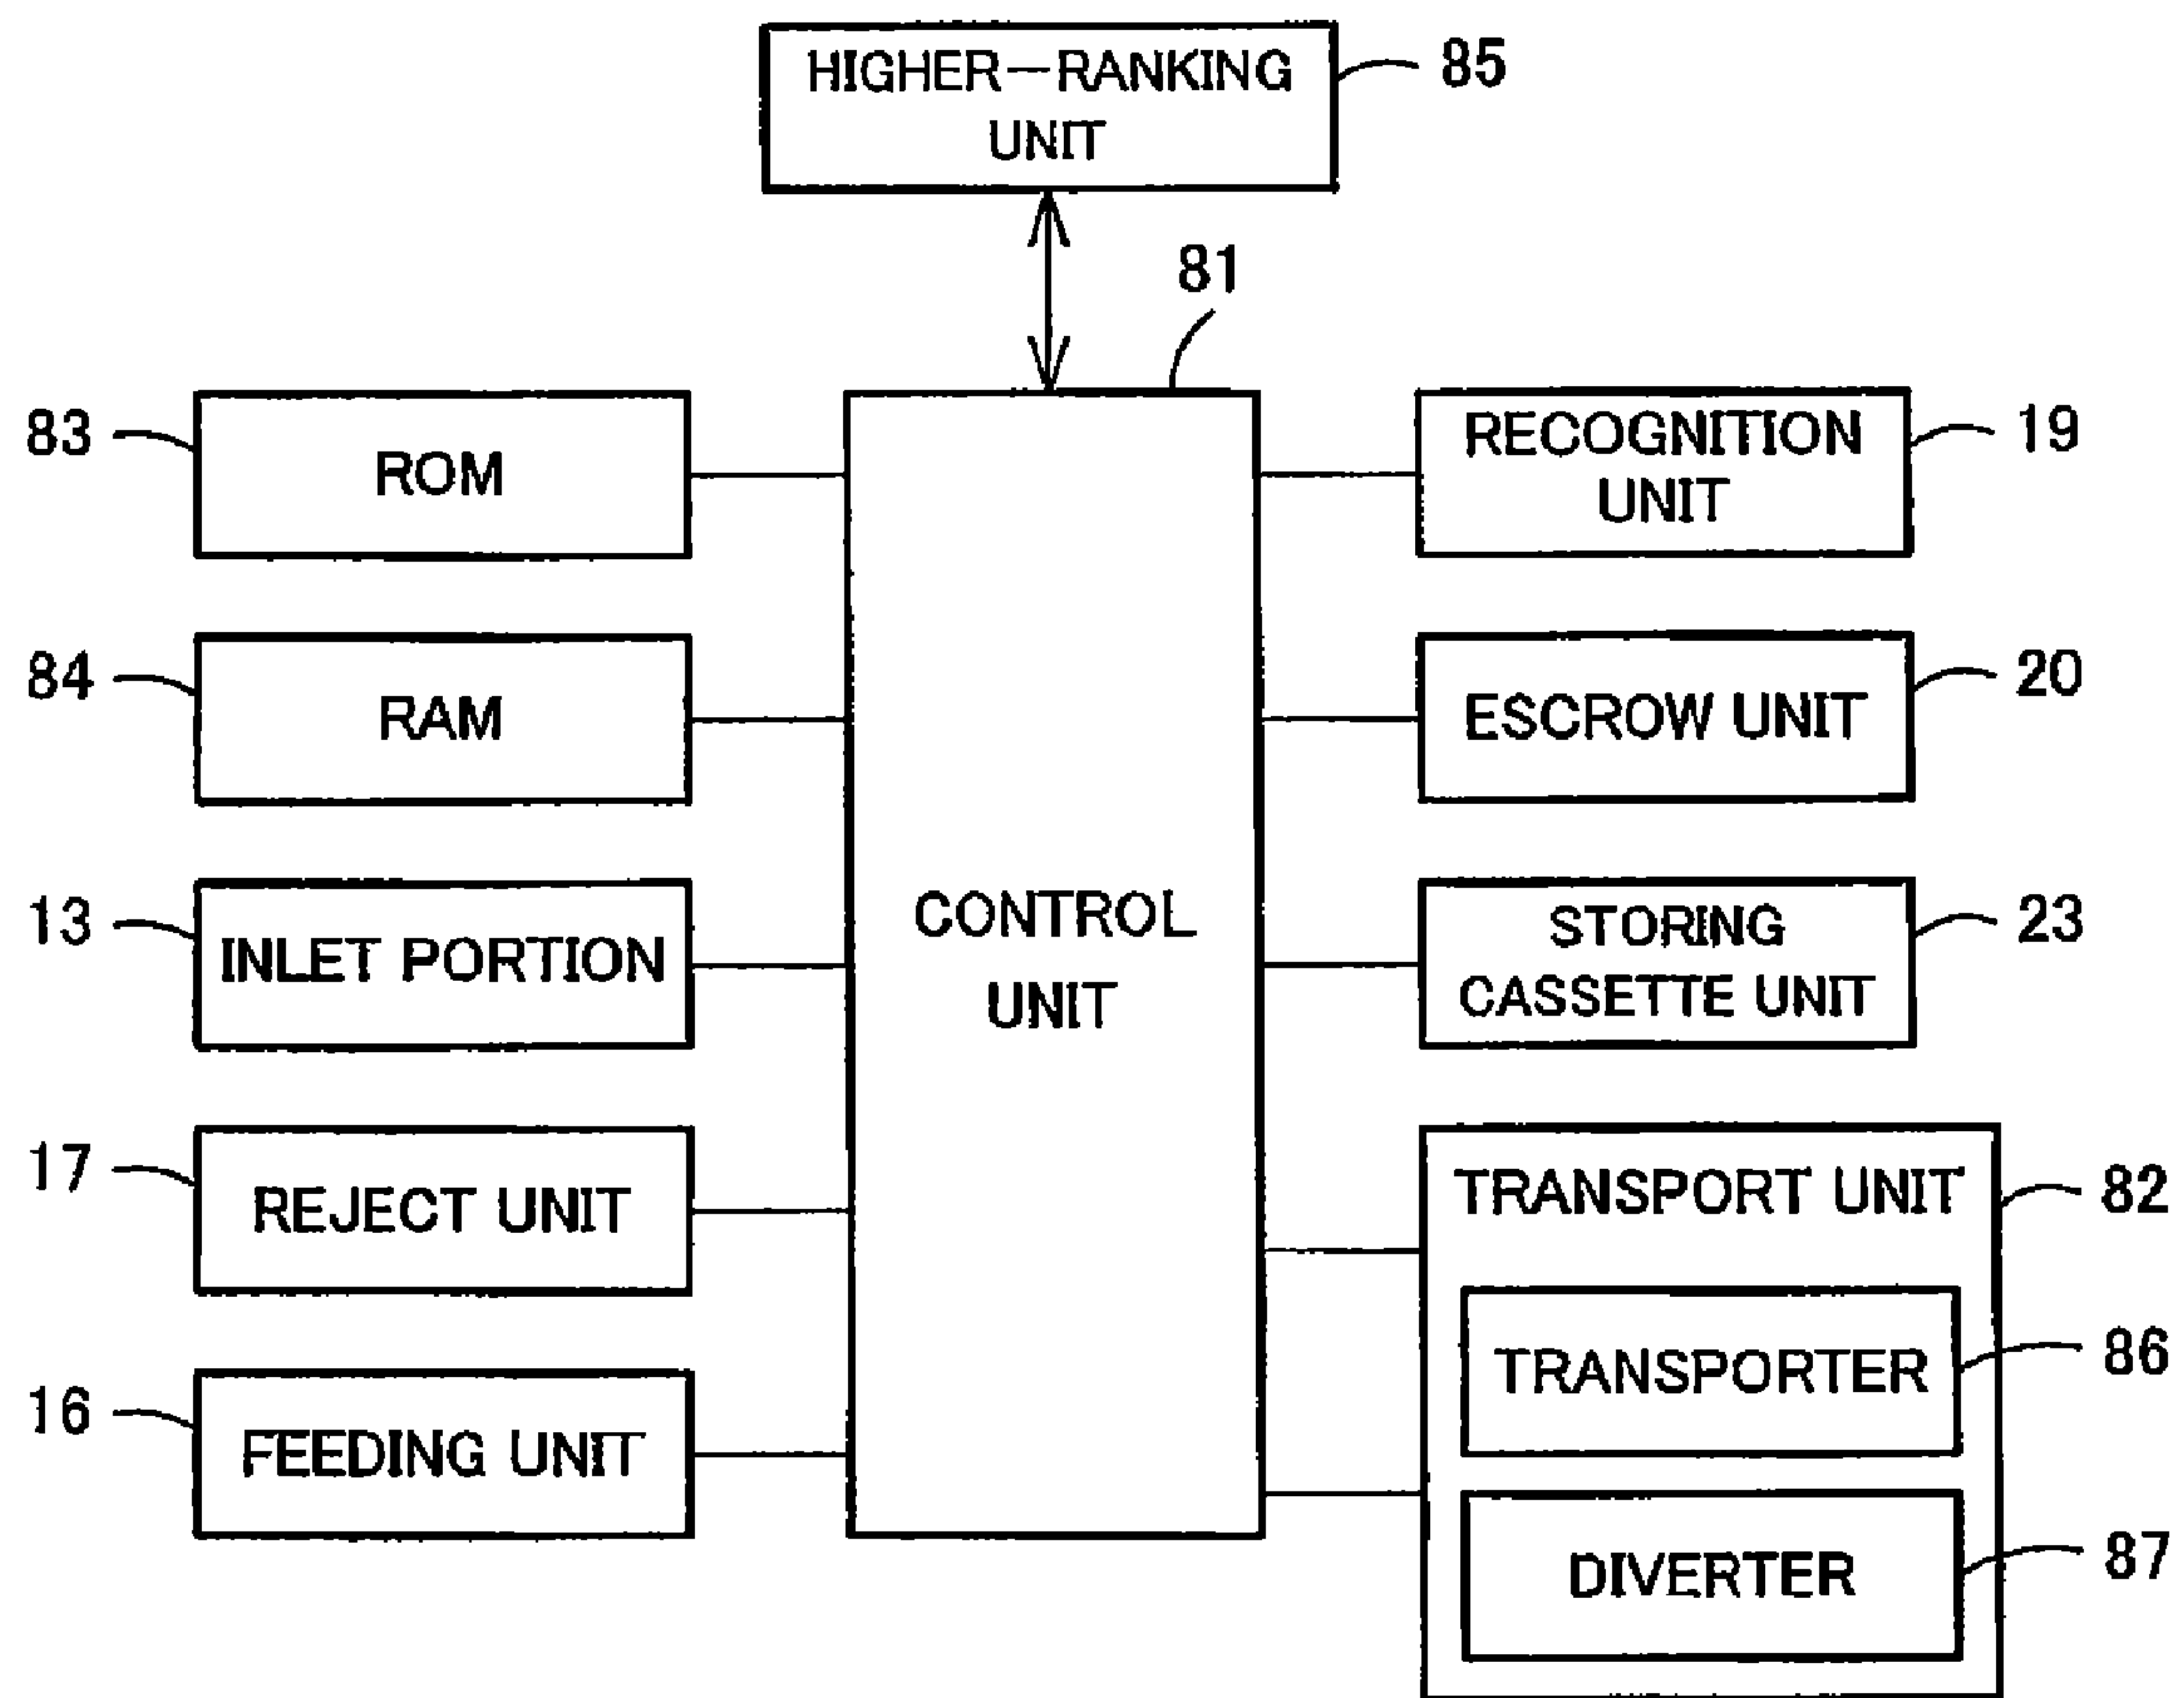 HIGHER-RANKING
UNIT
85
81
83
ROM
84
RAM
13
INLET PORTION
17
REJECT UNIT
16
FEEDING UNIT
CONTROL
UNIT
RECOGNITION
UNIT
19
ESCROW UNIT
20
STORING
CASSETTE UNIT
23
TRANSPORT UNIT
82
TRANSPORTER
86
DIVERTER
87